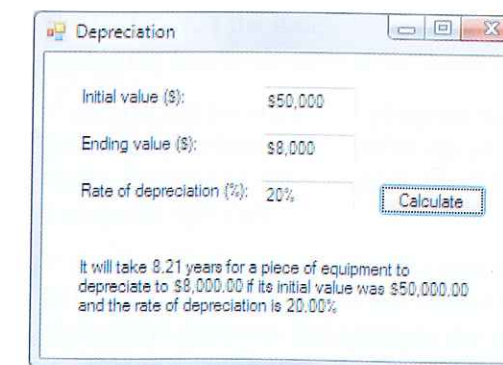 Depreciation
Initial value ($): $50,000
Ending value ($): $8,000
Rate of depreciation (%): 20%
Calculate
It will take 8.21 years for a piece of equipment to
depreciate to $8,000.00 if its initial value was $50,000.00
and the rate of depreciation is 20.00%